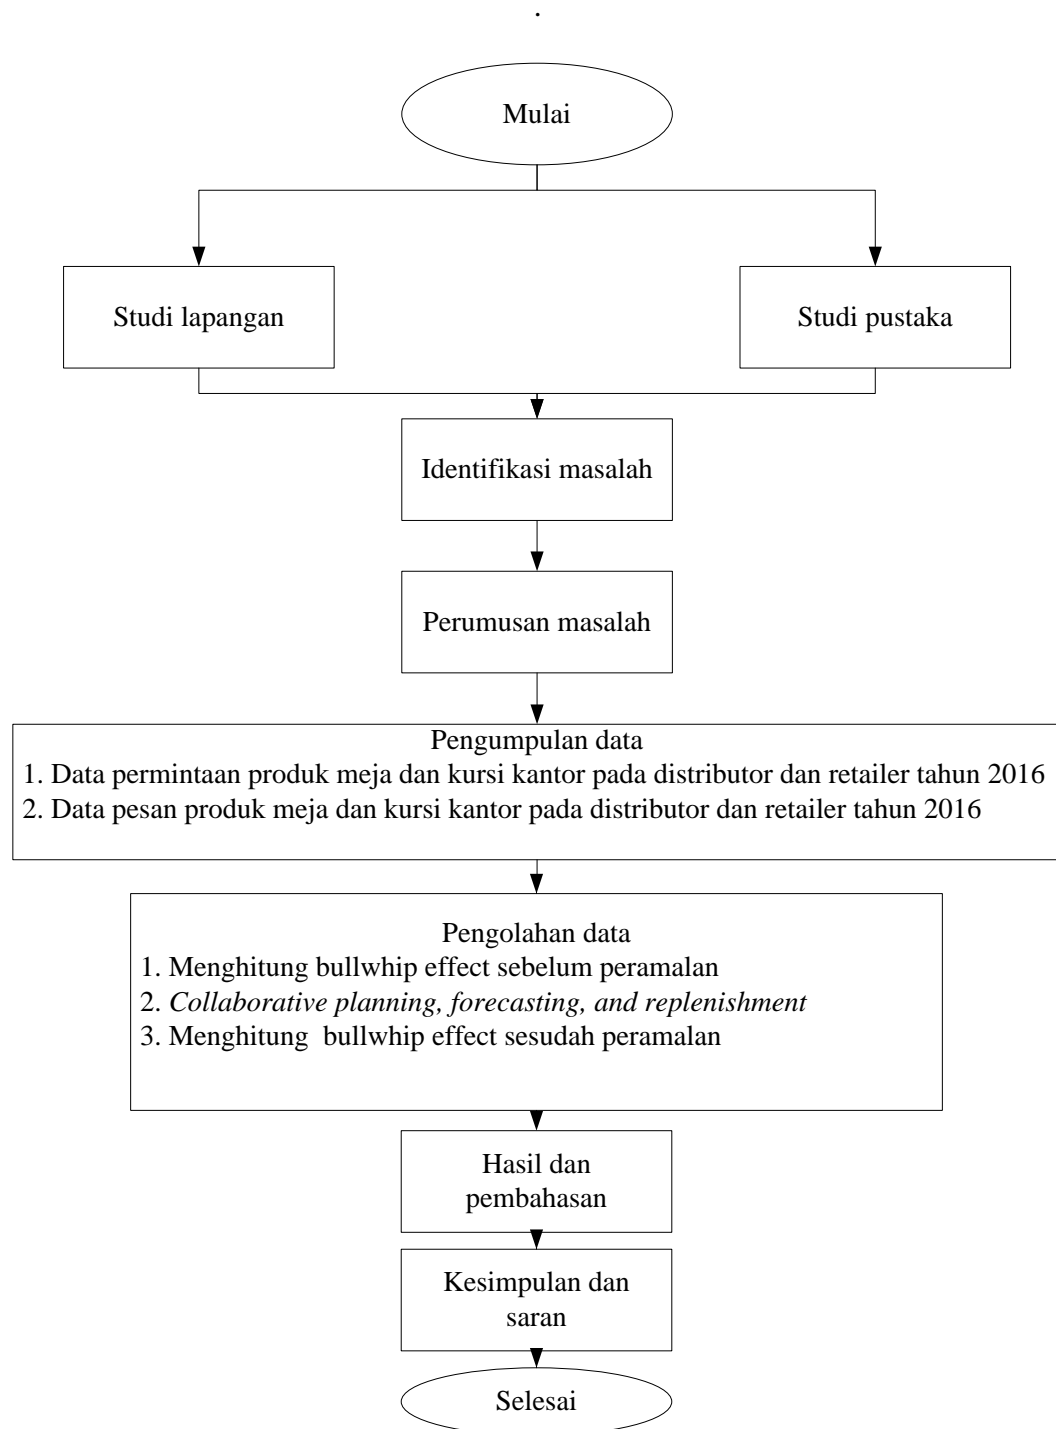 .
Mulai
Studi lapangan
Studi pustaka
Identifikasi masalah
Perumusan masalah
Pengumpulan data
1. Data permintaan produk meja dan kursi kantor pada distributor dan retailer tahun 2016
2. Data pesan produk meja dan kursi kantor pada distributor dan retailer tahun 2016
Pengolahan data
1. Menghitung bullwhip effect sebelum peramalan
2. Collaborative planning, forecasting, and replenishment
3. Menghitung  bullwhip effect sesudah peramalan
Hasil dan
pembahasan
Kesimpulan dan
saran
Selesai